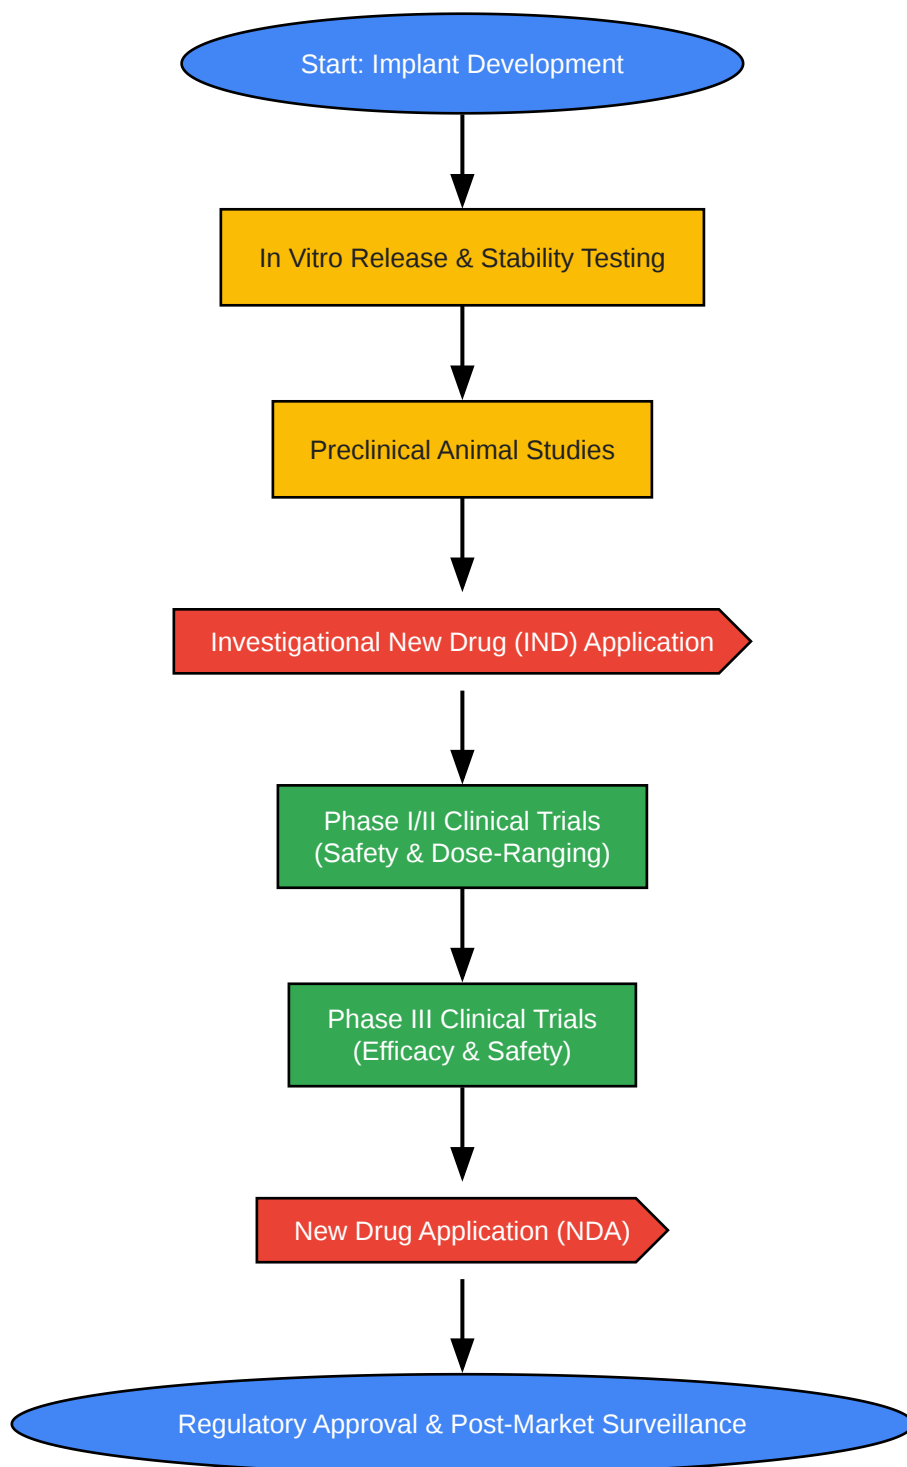 Start: Implant Development
In Vitro Release & Stability Testing
Preclinical Animal Studies
Investigational New Drug (IND) Application
Phase I/II Clinical Trials
(Safety & Dose-Ranging)
Phase III Clinical Trials
(Efficacy & Safety)
New Drug Application (NDA)
Regulatory Approval & Post-Market Surveillance